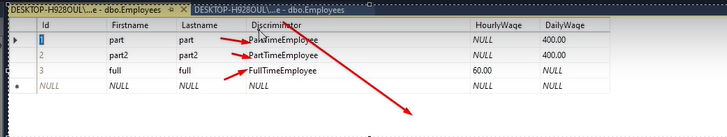 DESKTOP-H928OUL\...e - dbo.Employees DESKTOP-H928OUL\...e - dbo.Employees
Id Firstname Lastname Discriminator HourlyWage DailyWage
1 part part PartTimeEmployee NULL 400.00
2 part2 part2 PartTimeEmployee NULL 400.00
3 full full FullTimeEmployee 60.00 NULL
NULL NULL NULL NULL NULL NULL